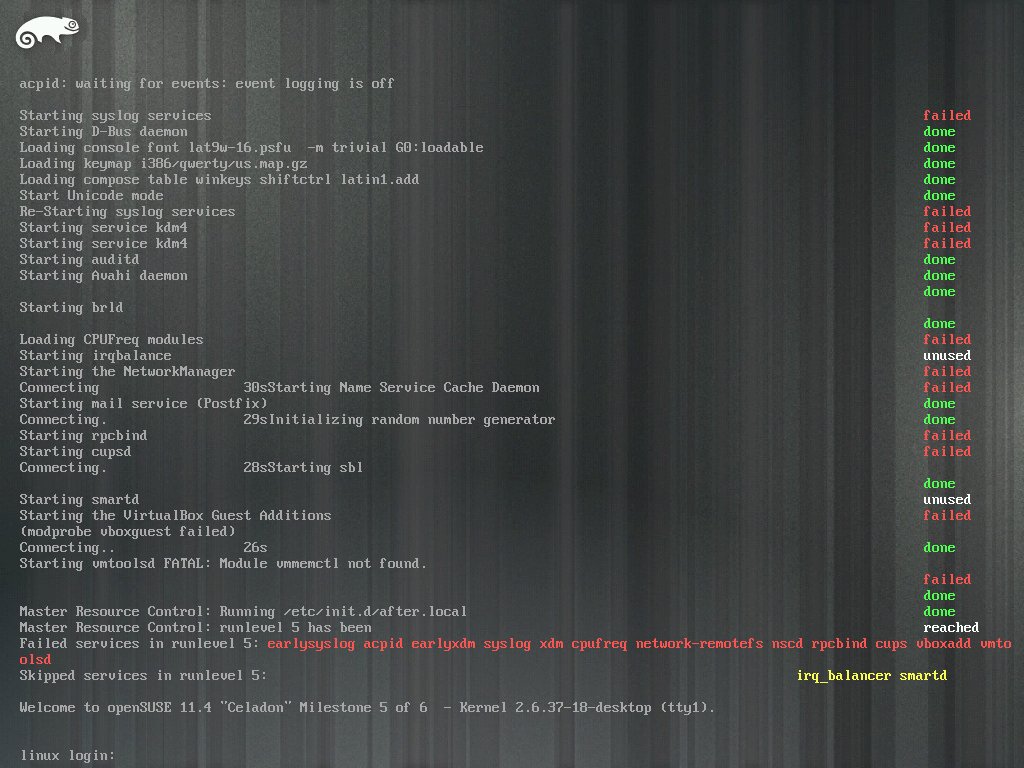 acpid: waiting for events: event logging is off
Starting syslog services failed
Starting D-Bus daemon done
Loading console font lat9w-16.psfu -m trivial G0:loadable done
Loading keymap i386/qwerty/us.map.gz done
Loading compose table winkeys shiftctrl latin1.add done
Start Unicode mode done
Re-Starting syslog services failed
Starting service kdm4 failed
Starting service kdm4 failed
Starting auditd done
Starting Avahi daemon done
done
Starting brld
done
Loading CPUFreq modules failed
Starting irqbalance unused
Starting the NetworkManager failed
Connecting 30sStarting Name Service Cache Daemon failed
Starting mail service (Postfix) done
Connecting. 29sInitializing random number generator done
Starting rpcbind failed
Starting cupsd failed
Connecting. 28sStarting sbl
done
Starting smartd unused
Starting the VirtualBox Guest Additions failed
(modprobe vboxguest failed)
Connecting.. 26s done
Starting vmtoolsd FATAL: Module vmmemctl not found.
failed
done
Master Resource Control: Running /etc/init.d/after.local done
Master Resource Control: runlevel 5 has been reached
Failed services in runlevel 5: earlysyslog acpid earlyxdm syslog xdm cpufreq network-remotefs nscd rpcbind cups vboxadd vmto
olsd
Skipped services in runlevel 5: irq_balancer smartd
Welcome to openSUSE 11.4 "Celadon" Milestone 5 of 6 - Kernel 2.6.37-18-desktop (tty1).
linux login: